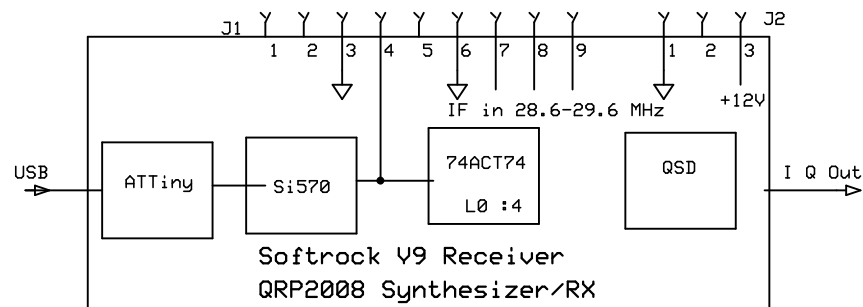 J1
J2
1 2 3 4 5 6 7 8 9
1 2 3
IF in 28.6-29.6 MHz
+12V
USB
ATTiny
Si570
74ACT74
L0 :4
QSD
I Q Out
Softrock V9 Receiver
QRP2008 Synthesizer/RX